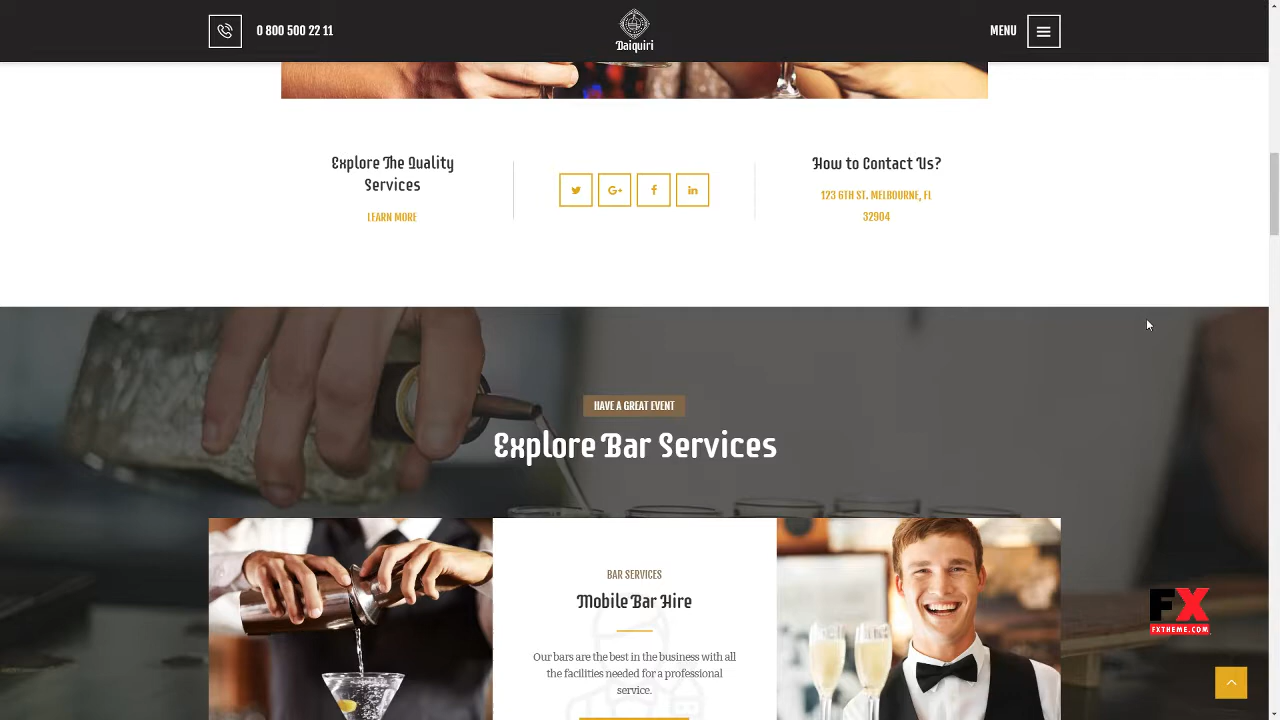 0 800 500 22 11
Daiquiri
MENU
Explore The Quality
Services
LEARN MORE
How to Contact Us?
123 6TH ST. MELBOURNE, FL
32904
HAVE A GREAT EVENT
Explore Bar Services
BAR SERVICES
Mobile Bar Hire
Our bars are the best in the business with all
the facilities needed for a professional
service.
FX
FXTHEME.COM